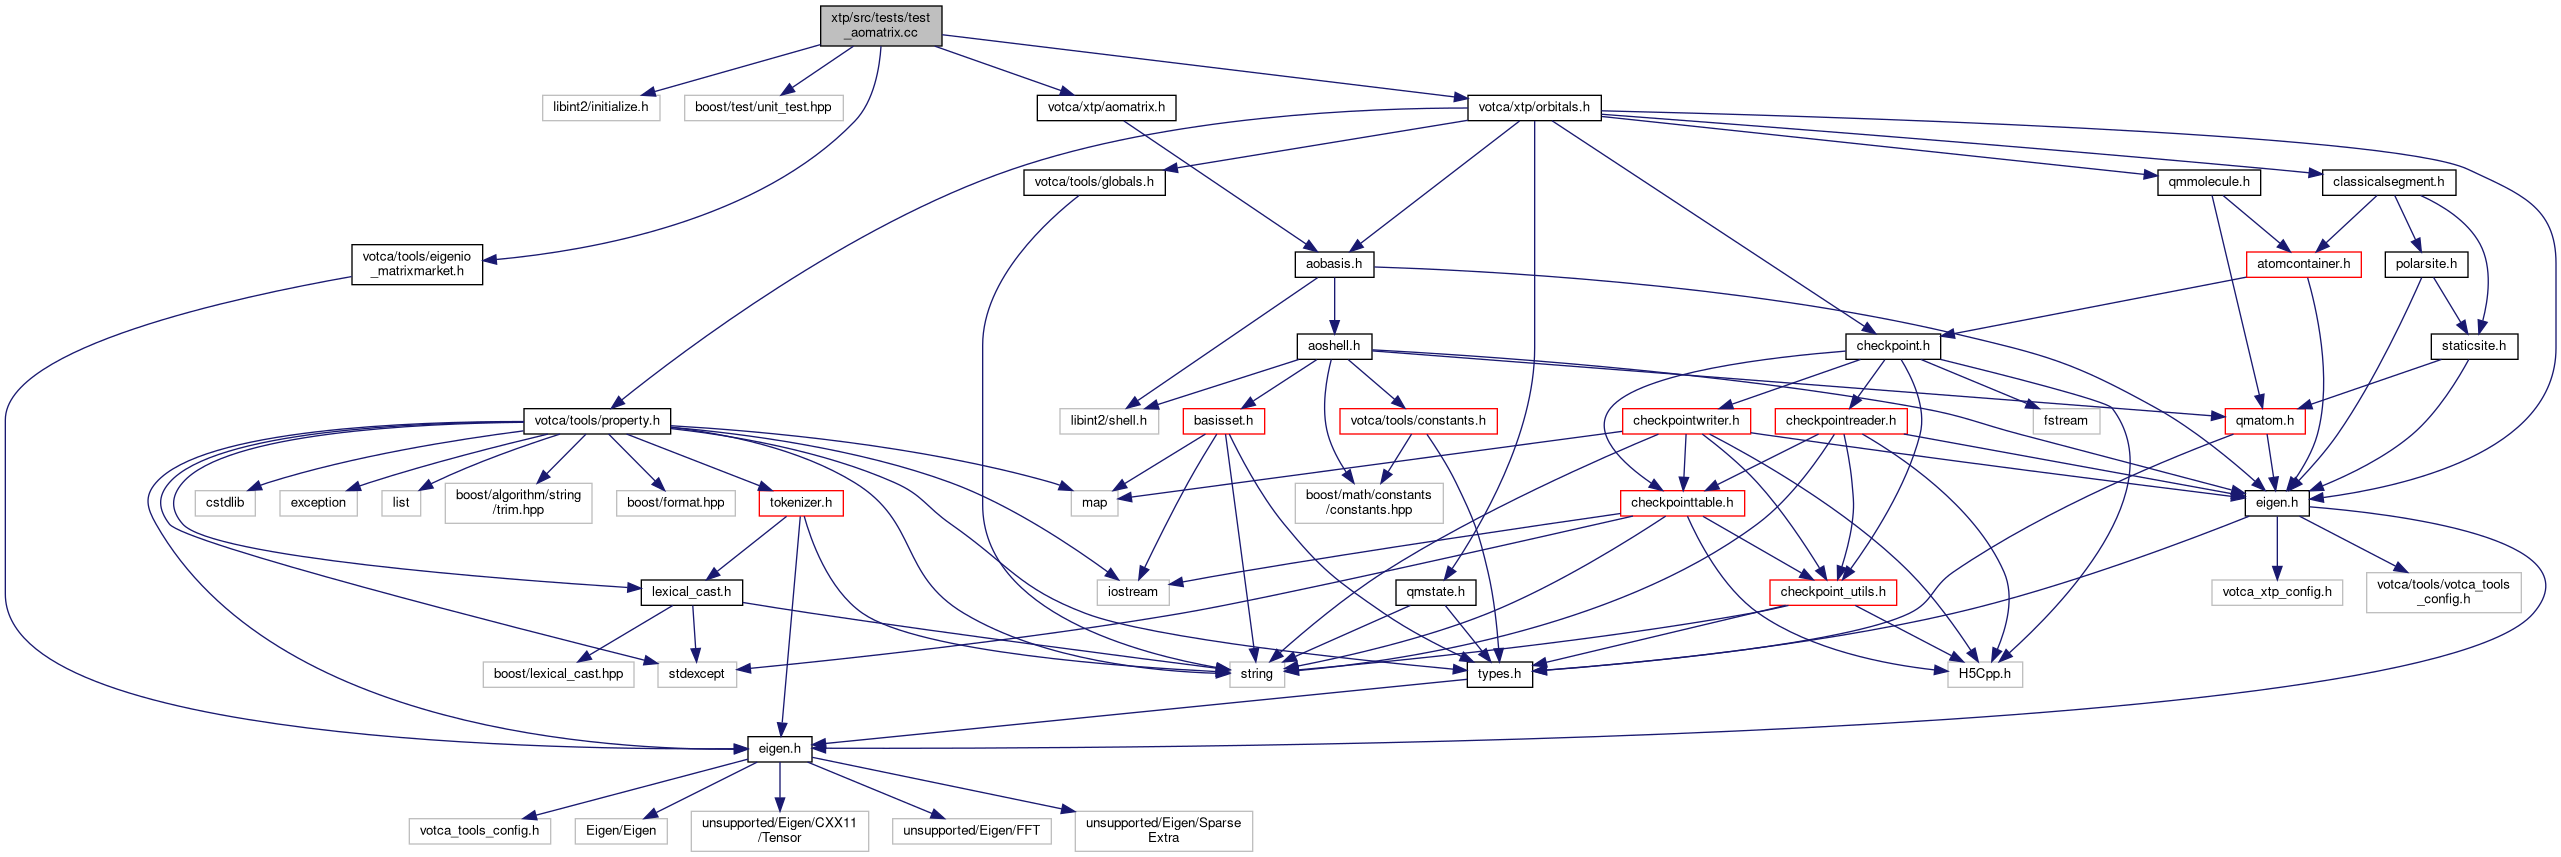 xtp/src/tests/test
_aomatrix.cc
libint2/initialize.h
boost/test/unit_test.hpp
votca/xtp/aomatrix.h
votca/xtp/orbitals.h
votca/tools/globals.h
qmmolecule.h
classicalsegment.h
votca/tools/eigenio
_matrixmarket.h
aobasis.h
atomcontainer.h
polarsite.h
aoshell.h
checkpoint.h
staticsite.h
votca/tools/property.h
libint2/shell.h
basisset.h
votca/tools/constants.h
checkpointwriter.h
checkpointreader.h
fstream
qmatom.h
cstdlib
exception
list
boost/algorithm/string
/trim.hpp
boost/format.hpp
tokenizer.h
map
boost/math/constants
/constants.hpp
checkpointtable.h
eigen.h
lexical_cast.h
iostream
qmstate.h
checkpoint_utils.h
votca_xtp_config.h
votca/tools/votca_tools
_config.h
boost/lexical_cast.hpp
stdexcept
string
types.h
H5Cpp.h
eigen.h
votca_tools_config.h
Eigen/Eigen
unsupported/Eigen/CXX11
/Tensor
unsupported/Eigen/FFT
unsupported/Eigen/Sparse
Extra